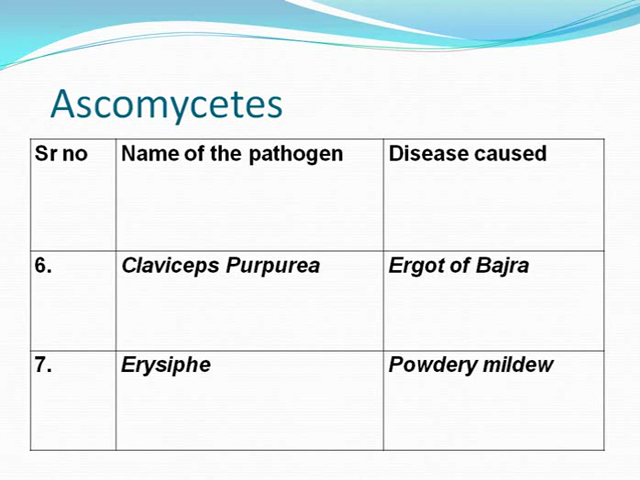 Ascomycetes
Sr no Name of the pathogen Disease caused
6. Claviceps Purpurea Ergot of Bajra
7. Erysiphe Powdery mildew